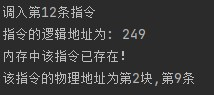 调入第12条指令
指令的逻辑地址为: 249
内存中该指令已存在!
该指令的物理地址为第2块,第9条